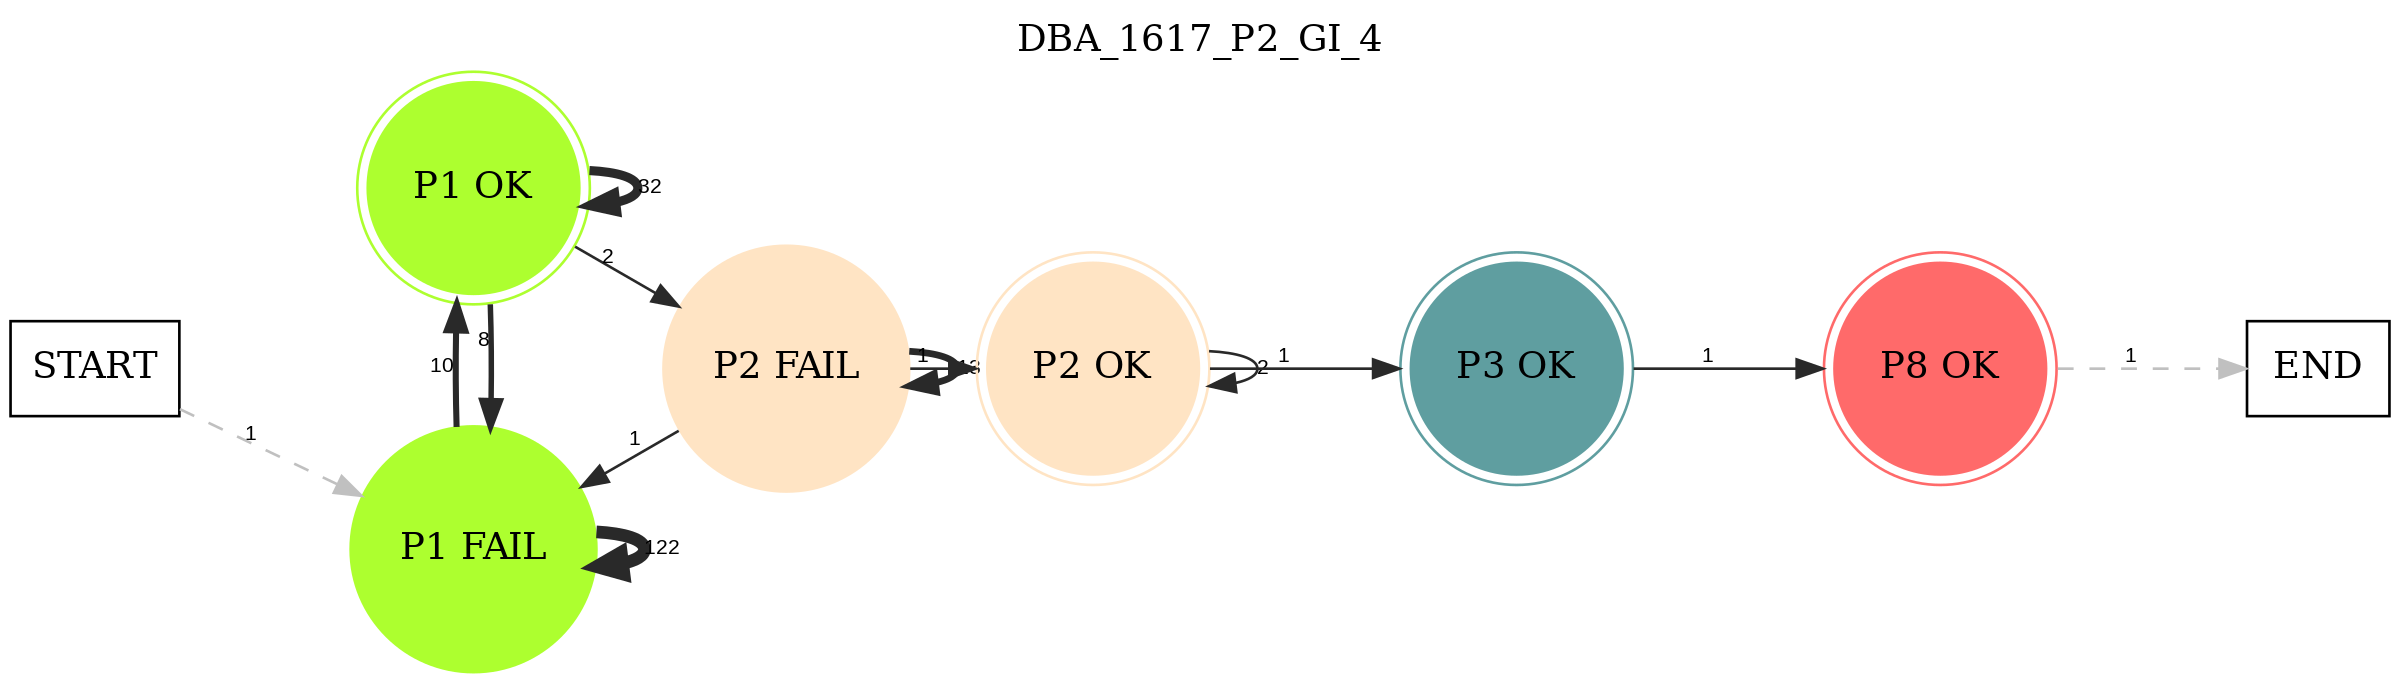 DBA_1617_P2_GI_4
P1 OK
32
2
8
10
START
1
P2 FAIL
1
13
P2 OK
2
1
P3 OK
1
P8 OK
1
END
1
P1 FAIL
122